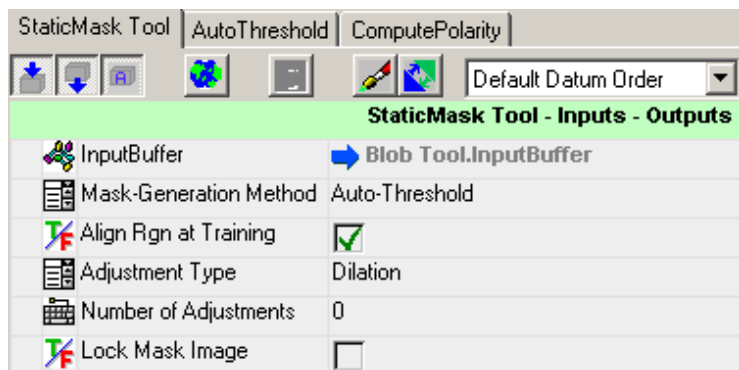 StaticMask Tool AutoThreshold ComputePolarity
A Default Datum Order
StaticMask Tool - Inputs - Outputs
InputBuffer Blob Tool.InputBuffer
Mask-Generation Method Auto-Threshold
T/F Align Rgn at Training
Adjustment Type Dilation
Number of Adjustments 0
T/F Lock Mask Image